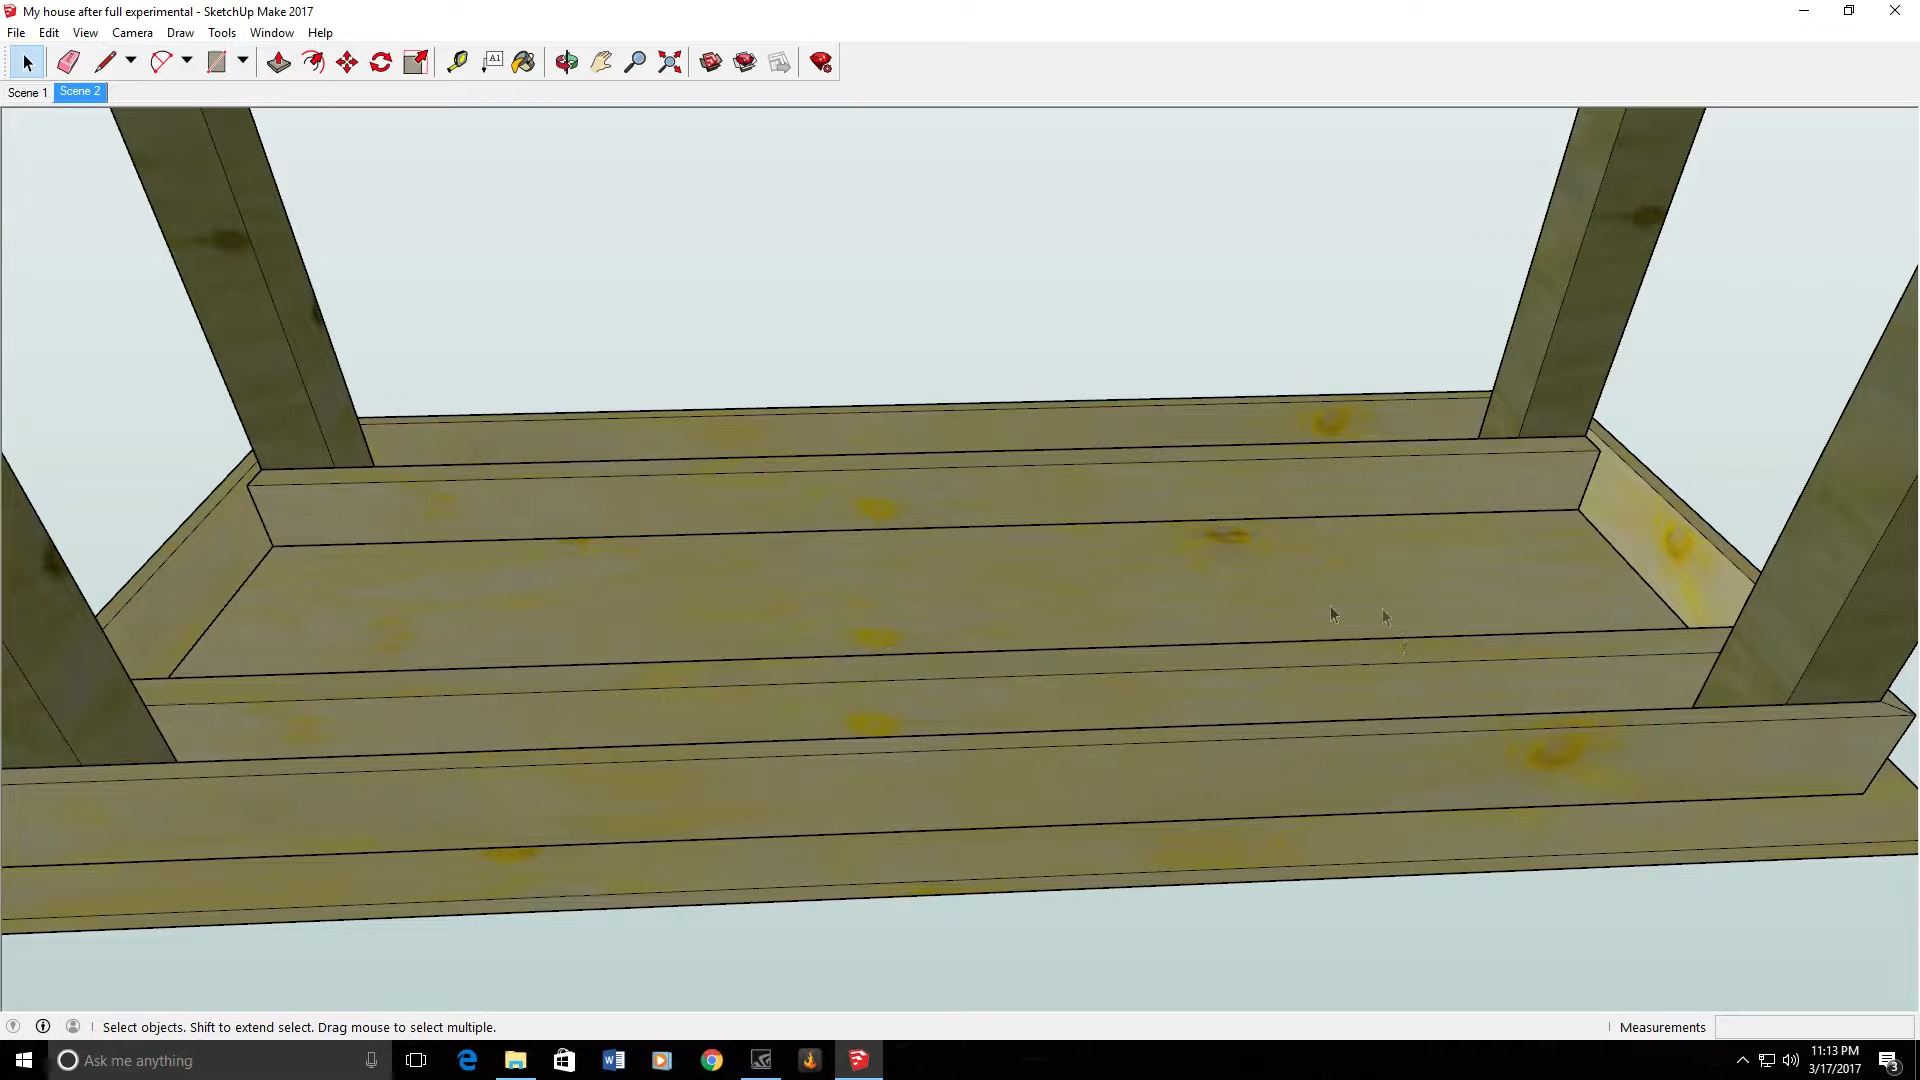 My house after full experimental - SketchUp Make 2017
File Edit View Camera Draw Tools Window Help
A1
Scene 1 Scene 2
Select objects. Shift to extend select. Drag mouse to select multiple. Measurements
Ask me anything
11:13 PM
3/17/2017
3